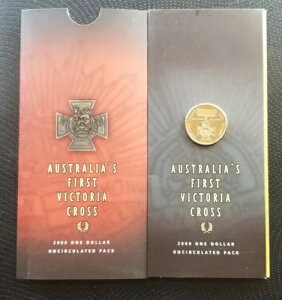 AUSTRALIA'S
FIRST
VICTORIA
CROSS
2000 ONE DOLLAR
UNCIRCULATED PACK
AUSTRALIA'S
FIRST
VICTORIA
CROSS
2000 ONE DOLLAR
UNCIRCULATED PACK